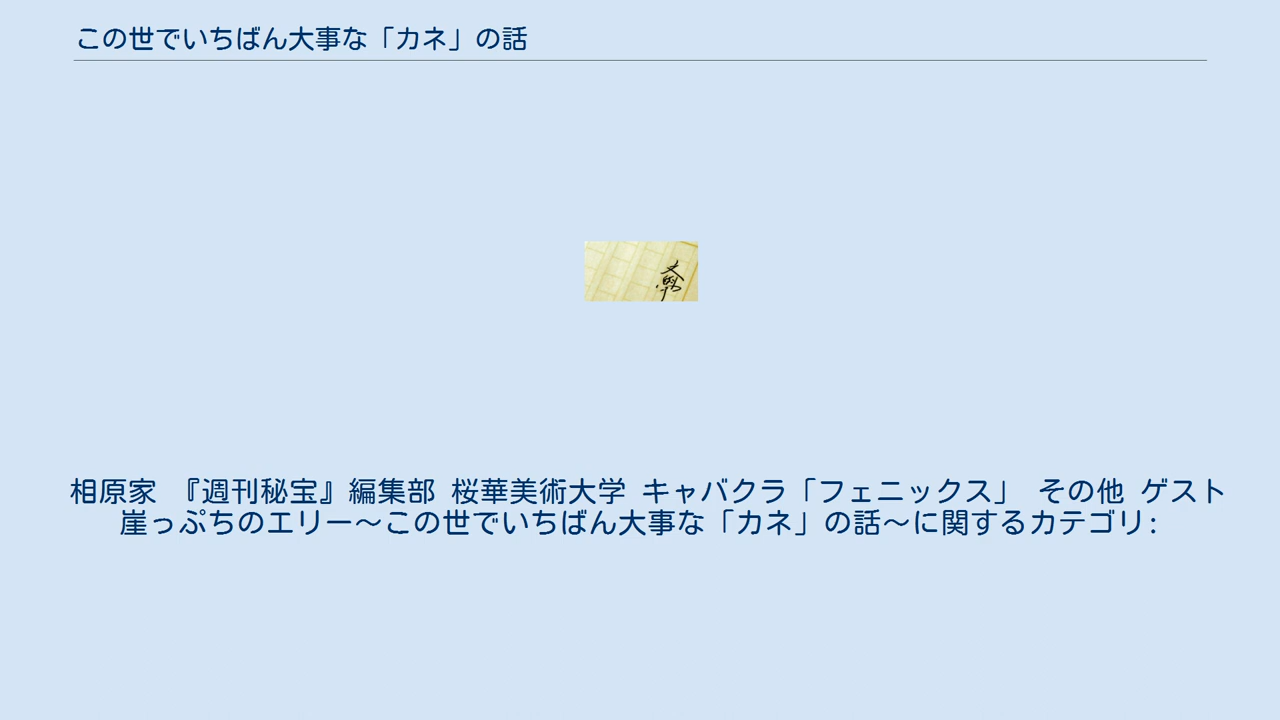 この世でいちばん大事な「カネ」の話
相原家 『週刊秘宝』編集部 桜華美術大学 キャバクラ「フェニックス」 その他 ゲスト
崖っぷちのエリー〜この世でいちばん大事な「カネ」の話〜に関するカテゴリ: